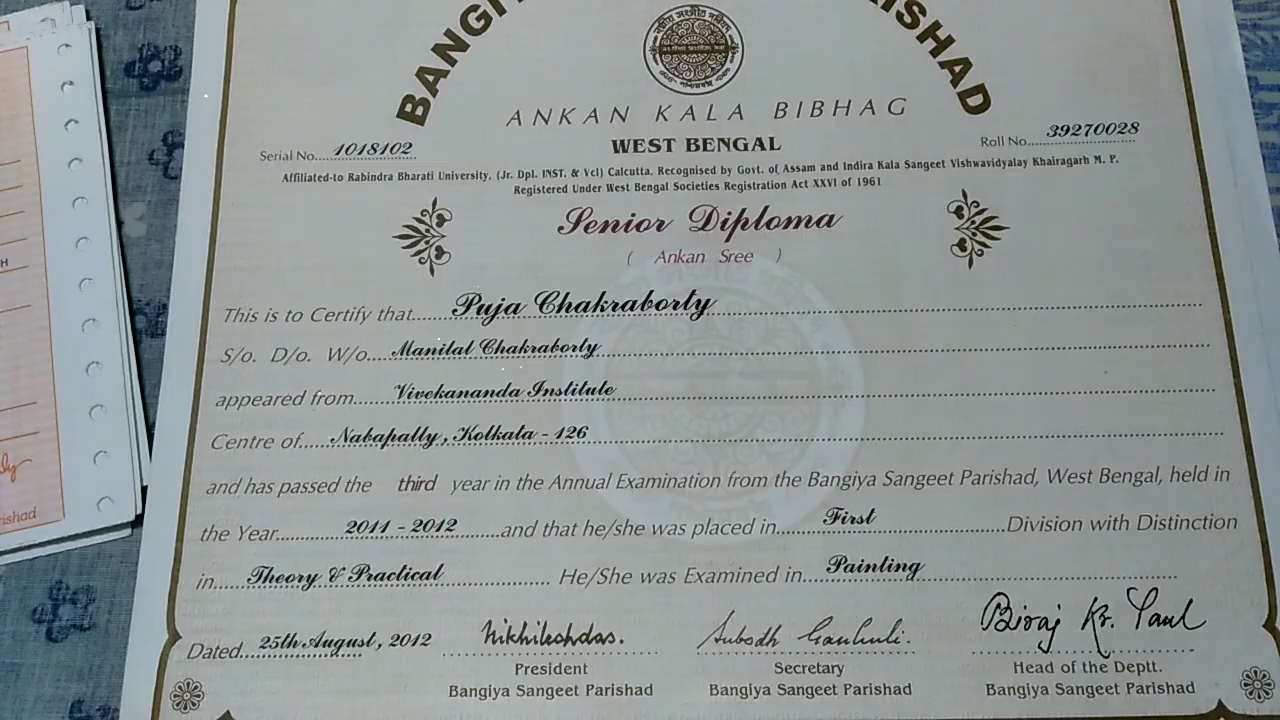 BANGI ISHAD
ANKAN KALA BIBHAG
WEST BENGAL
Serial No....1018102 Roll No....39270028
Affiliated-to Rabindra Bharati University, (Jr. Dpl. INST. & Vcl) Calcutta, Recognised by Govt. of Assam and Indira Kala Sangeet Vishwavidyalay Khairagarh M. P.
Registered Under West Bengal Societies Registration Act XXVI of 1961
Senior Diploma
( Ankan Sree )
This is to Certify that......Puja Chakraborty
S/o. D/o. W/o....Manilal Chakraborty
appeared from......Vivekananda Institute
Centre of.....Nabapally, Kolkata - 126
and has passed the third year in the Annual Examination from the Bangiya Sangeet Parishad, West Bengal, held in
the Year............2011 - 2012........and that he/she was placed in.........First........Division with Distinction
in......Theory & Practical........ He/She was Examined in.....Painting
Dated...25th August, 2012 Nikhileshdas. Subodh Ganhuli. Biraj Kr. Paul
President Secretary Head of the Deptt.
Bangiya Sangeet Parishad Bangiya Sangeet Parishad Bangiya Sangeet Parishad
H
ishad